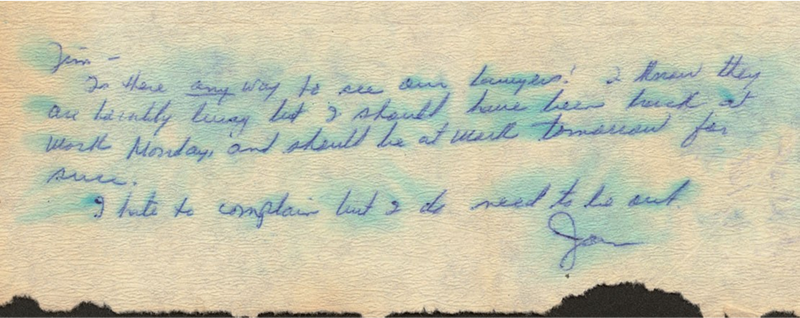 Jim -
Is there any way to see our lawyers? I know they
are horribly busy but I should have been back at
work Monday, and should be at work tomorrow for
sure.
I hate to complain but I do need to be out.